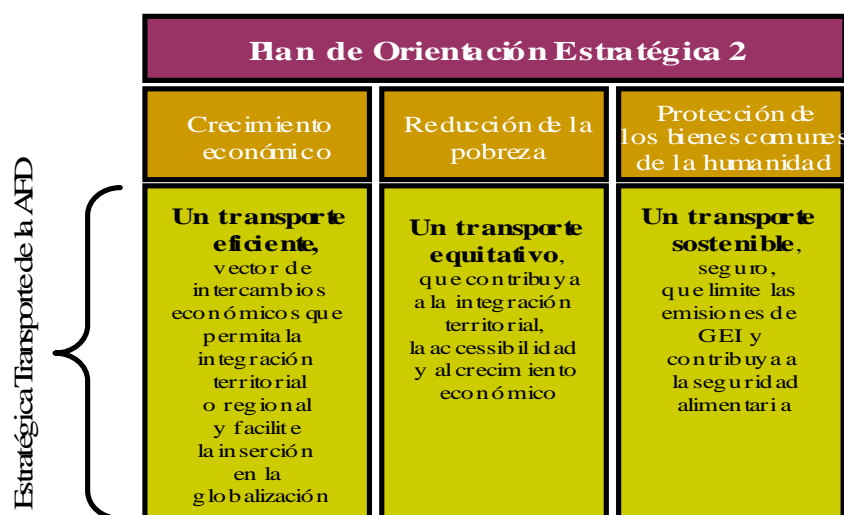 Plan de Orientación Estratégica 2
Crecimiento
económico
Reducción de la
pobreza
Protección de
los bienes comunes
de la humanidad
Estratégica Transporte de la AFD
Un transporte
eficiente,
vector de
intercambios
económicos que
permita la
integración
territorial
o regional
y facilite
la inserción
en la
globalización
Un transporte
equitativo,
que contribuya
a la integración
territorial,
la accessibilidad
y al crecimiento
económico
Un transporte
sostenible,
seguro,
que limite las
emisiones de
GEI y
contribuya a
la seguridad
alimentaria